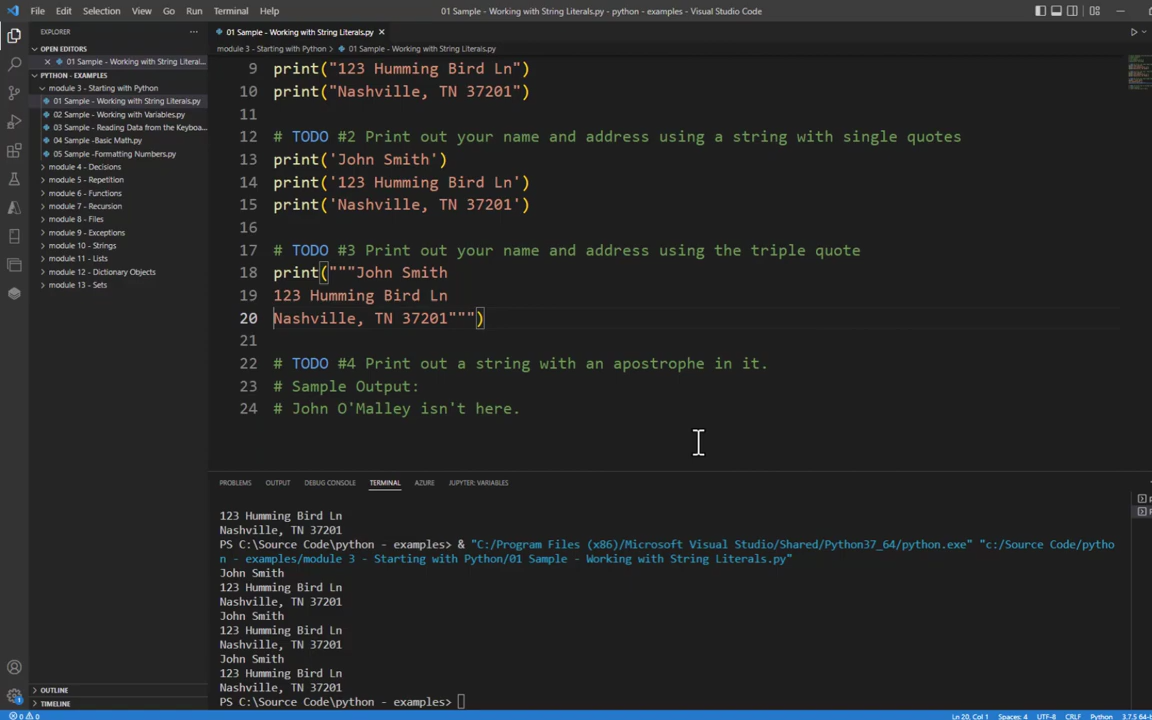 File Edit Selection View Go Run Terminal Help
01 Sample - Working with String Literals.py - python - examples - Visual Studio Code
EXPLORER
OPEN EDITORS
01 Sample - Working with String Literal...
PYTHON - EXAMPLES
module 3 - Starting with Python
01 Sample - Working with String Literals.py
02 Sample - Working with Variables.py
03 Sample - Reading Data from the Keyboa...
04 Sample -Basic Math.py
05 Sample -Formatting Numbers.py
module 4 - Decisions
module 5 - Repetition
module 6 - Functions
module 7 - Recursion
module 8 - Files
module 9 - Exceptions
module 10 - Strings
module 11 - Lists
module 12 - Dictionary Objects
module 13 - Sets
OUTLINE
TIMELINE
01 Sample - Working with String Literals.py
module 3 - Starting with Python > 01 Sample - Working with String Literals.py
9 print("123 Humming Bird Ln")
10 print("Nashville, TN 37201")
11
12 # TODO #2 Print out your name and address using a string with single quotes
13 print('John Smith')
14 print('123 Humming Bird Ln')
15 print('Nashville, TN 37201')
16
17 # TODO #3 Print out your name and address using the triple quote
18 print("""John Smith
19 123 Humming Bird Ln
20 Nashville, TN 37201""")
21
22 # TODO #4 Print out a string with an apostrophe in it.
23 # Sample Output:
24 # John O'Malley isn't here.
PROBLEMS OUTPUT DEBUG CONSOLE TERMINAL AZURE JUPYTER: VARIABLES
123 Humming Bird Ln
Nashville, TN 37201
PS C:\Source Code\python - examples> & "C:/Program Files (x86)/Microsoft Visual Studio/Shared/Python37_64/python.exe" "c:/Source Code/pytho
n - examples/module 3 - Starting with Python/01 Sample - Working with String Literals.py"
John Smith
123 Humming Bird Ln
Nashville, TN 37201
John Smith
123 Humming Bird Ln
Nashville, TN 37201
John Smith
123 Humming Bird Ln
Nashville, TN 37201
PS C:\Source Code\python - examples>
0 0 Ln 20, Col 1 Spaces: 4 UTF-8 CRLF Python 3.7.5 64-b